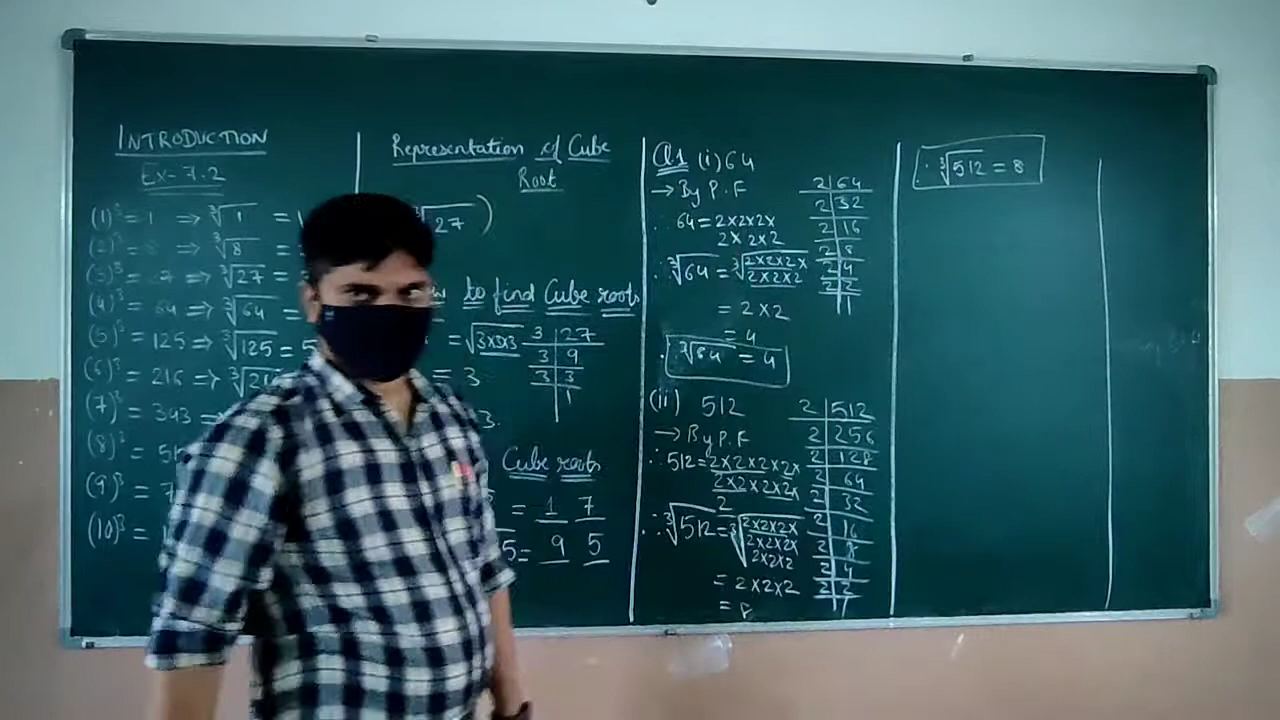 INTRODUCTION
Ex-7.2
(1)³ = 1 ⇒ ∛1 = 1
(2)³ = 8 ⇒ ∛8 =
(3)³ = 27 ⇒ ∛27 =
(4)³ = 64 ⇒ ∛64 =
(5)³ = 125 ⇒ ∛125 = 5
(6)³ = 216 ⇒
(7)³ = 343 ⇒
(8)³ =
(9)³ =
(10)³ =
Representation of Cube
Root
∛27)
to find Cube roots
= √3×3×3
= 3
3.
3 | 27
3 | 9
3 | 3
| 1
Cube roots
= 1 7
5 = 9 5
Q1 (i) 64
→ By P.F
∴ 64 = 2×2×2×
2×2×2
∴ ∛64 = ∛2×2×2×
2×2×2
= 2×2
= 4
∛64 = 4
2 | 64
2 | 32
2 | 16
2 | 8
2 | 4
2 | 2
| 1
(ii) 512
→ By P.F
∴ 512 = 2×2×2×2×2×
2×2×2×2×
2
∴ ∛512 = ∛2×2×2×
2×2×2×
2×2×2
= 2×2×2
= 8
2 | 512
2 | 256
2 | 128
2 | 64
2 | 32
2 | 16
2 | 8
2 | 4
2 | 2
| 1
∴ ∛512 = 8